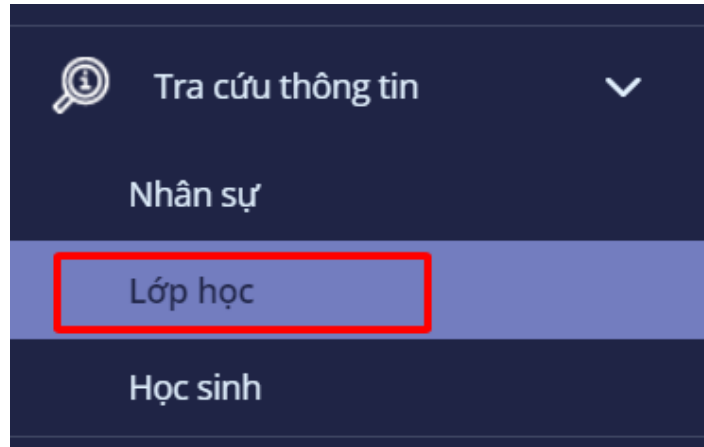 Tra cứu thông tin
Nhân sự
Lớp học
Học sinh